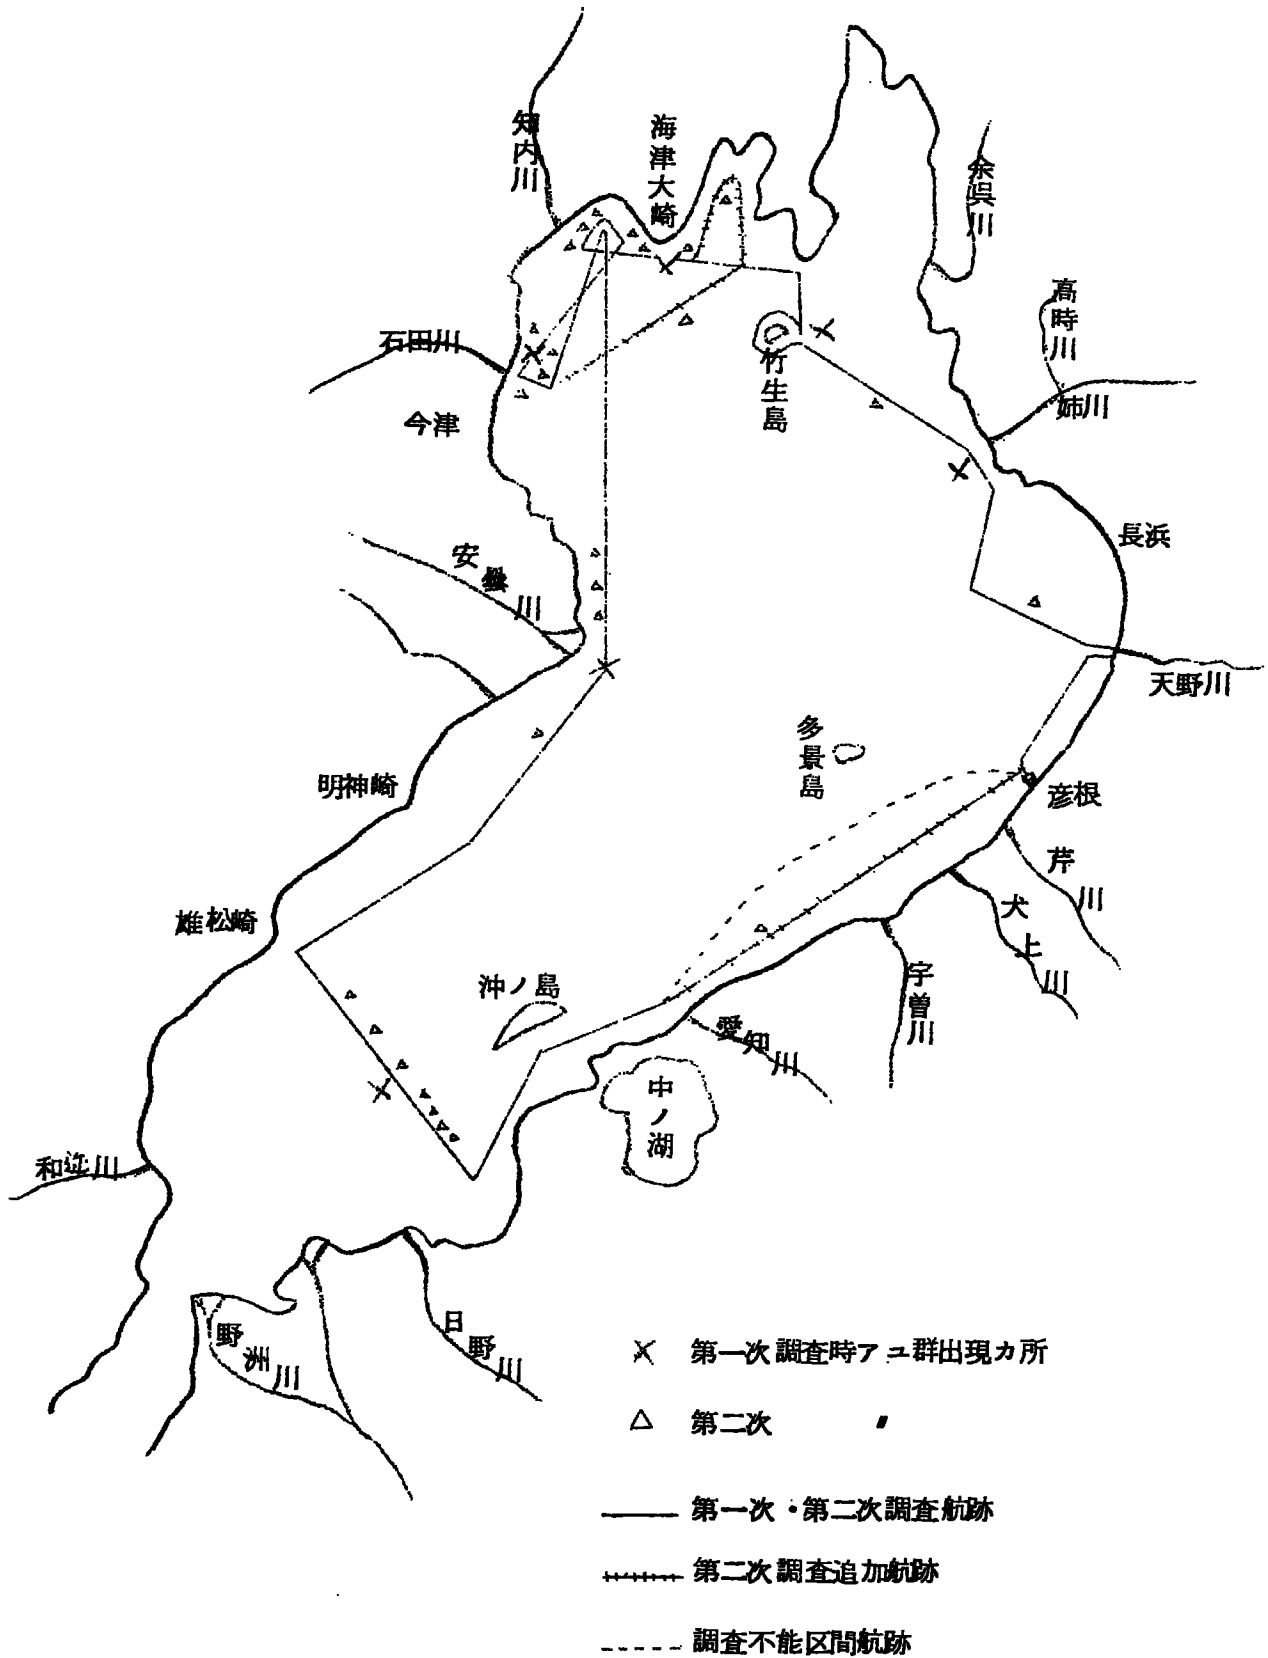 知内川
海津大崎
余呉川
高時川
石田川
姉川
竹生島
今津
長浜
安曇川
天野川
多景島
明神崎
彦根
芹川
雄松崎
犬上川
宇曽川
沖ノ島
愛知川
中ノ湖
和迩川
野洲川
日野川
第一次調査時アユ群出現カ所
第二次 〃
第一次・第二次調査航跡
第二次調査追加航跡
調査不能区間航跡